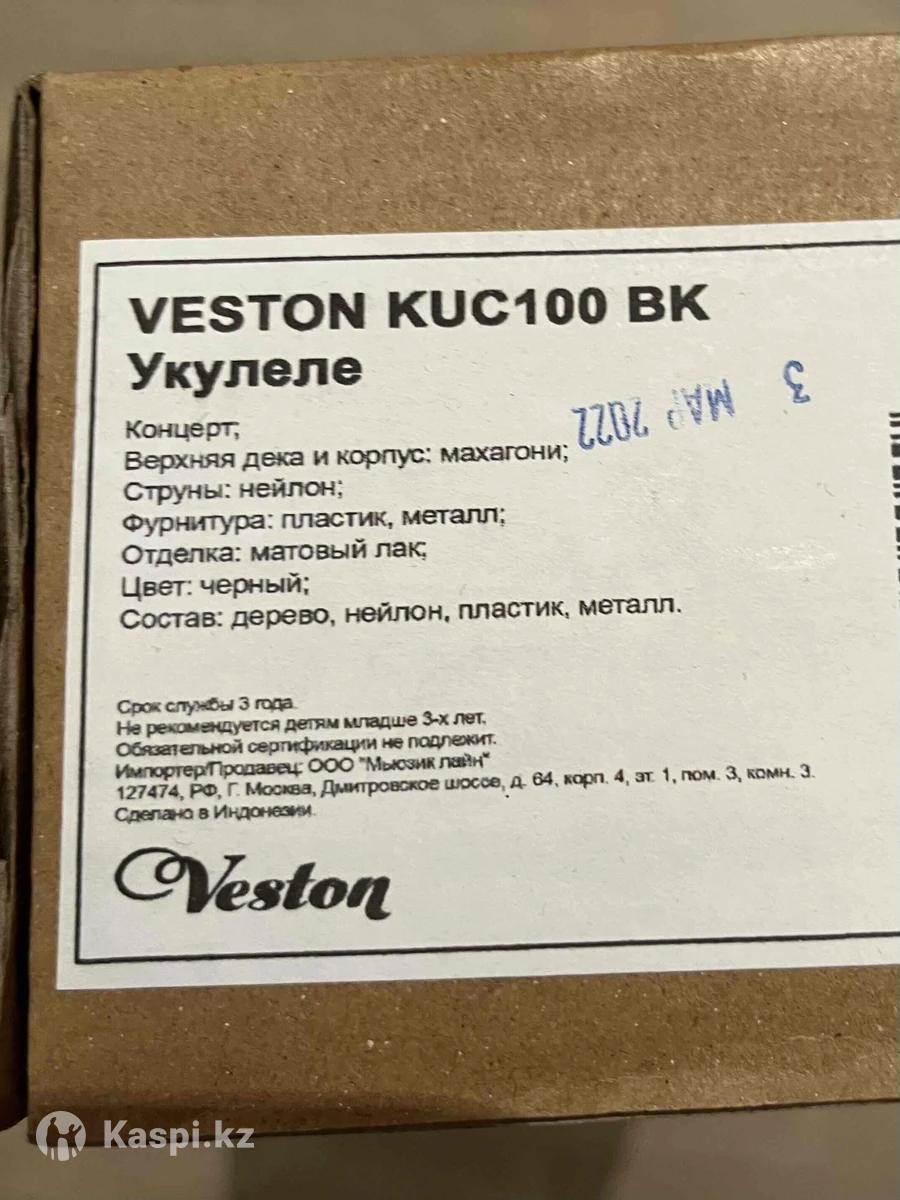 VESTON KUC100 BK
Укулеле
3 МАР 2022
Концерт;
Верхняя дека и корпус: махагони;
Струны: нейлон;
Фурнитура: пластик, металл;
Отделка: матовый лак;
Цвет: черный;
Состав: дерево, нейлон, пластик, металл.
Срок службы 3 года.
Не рекомендуется детям младше 3-х лет.
Обязательной сертификации не подлежит.
Импортер/Продавец: ООО "Мьюзик лайн"
127474, РФ, Г. Москва, Дмитровское шоссе, д. 64, корп. 4, эт. 1, пом. 3, комн. 3.
Сделано в Индонезии.
Veston
Kaspi.kz